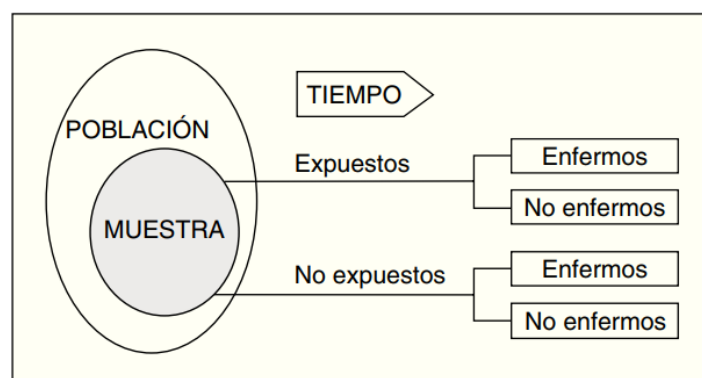 TIEMPO
POBLACIÓN
MUESTRA
Expuestos
Enfermos
No enfermos
No expuestos
Enfermos
No enfermos